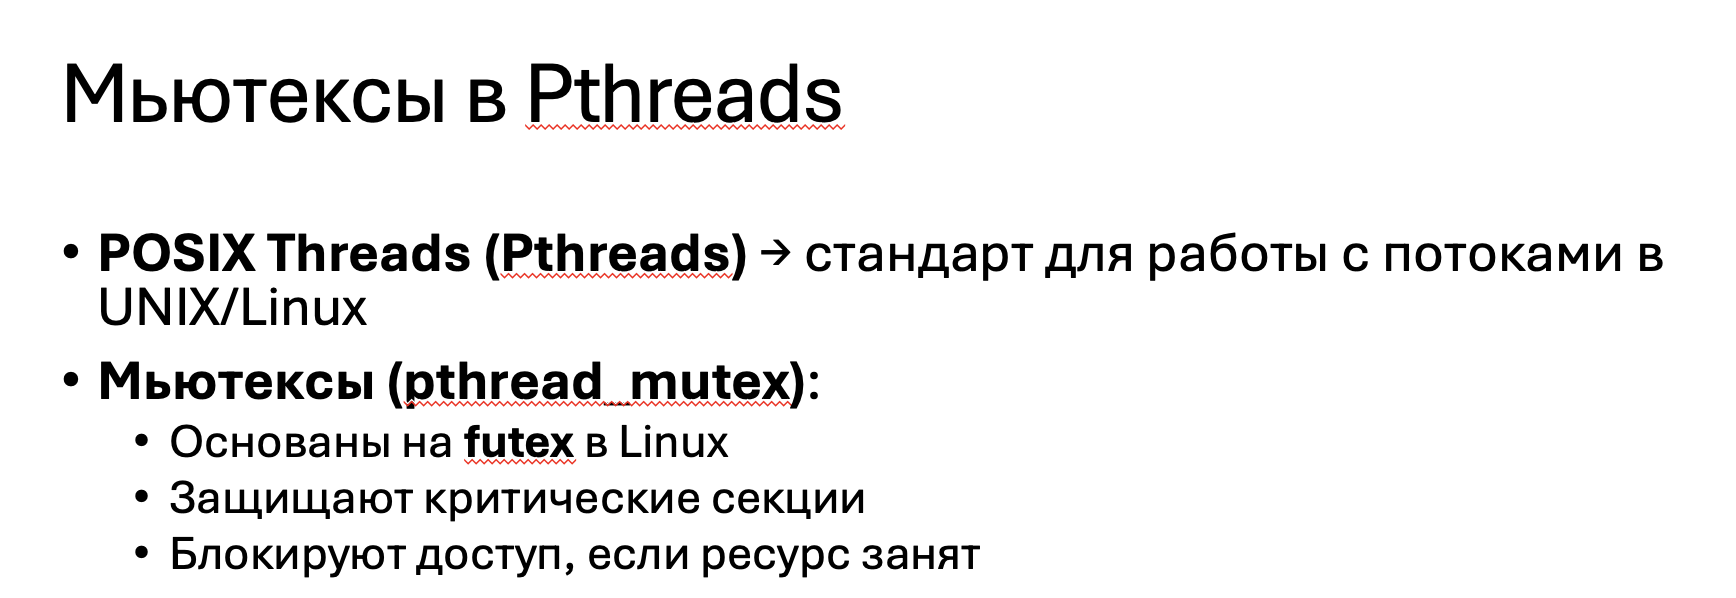 Мьютексы в Pthreads
• POSIX Threads (Pthreads) → стандарт для работы с потоками в
UNIX/Linux
• Мьютексы (pthread_mutex):
• Основаны на futex в Linux
• Защищают критические секции
• Блокируют доступ, если ресурс занят